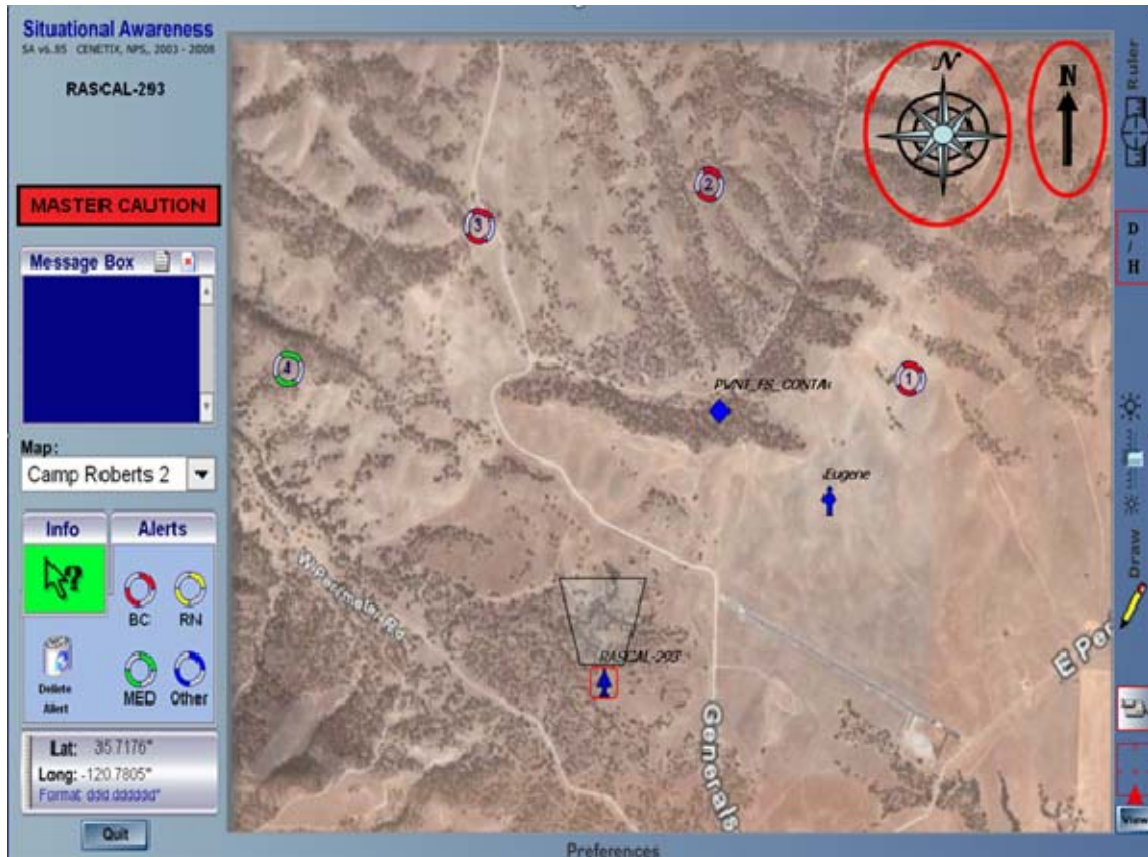 Situational Awareness
SA v6.95 CENETIX, NPS, 2003 - 2008
RASCAL-293
MASTER CAUTION
Message Box
Map:
Camp Roberts 2
Info
Alerts
?
BC
RN
Delete
Alert
MED
Other
Lat: 35.7176°
Long: -120.7805°
Format: ddd.dddddd°
Quit
N
N
2
3
4
1
Eugene
W Perimeter Rd
RASCAL-293
Generals
E Per
Preferences
Ruler
D
/
H
Draw
View